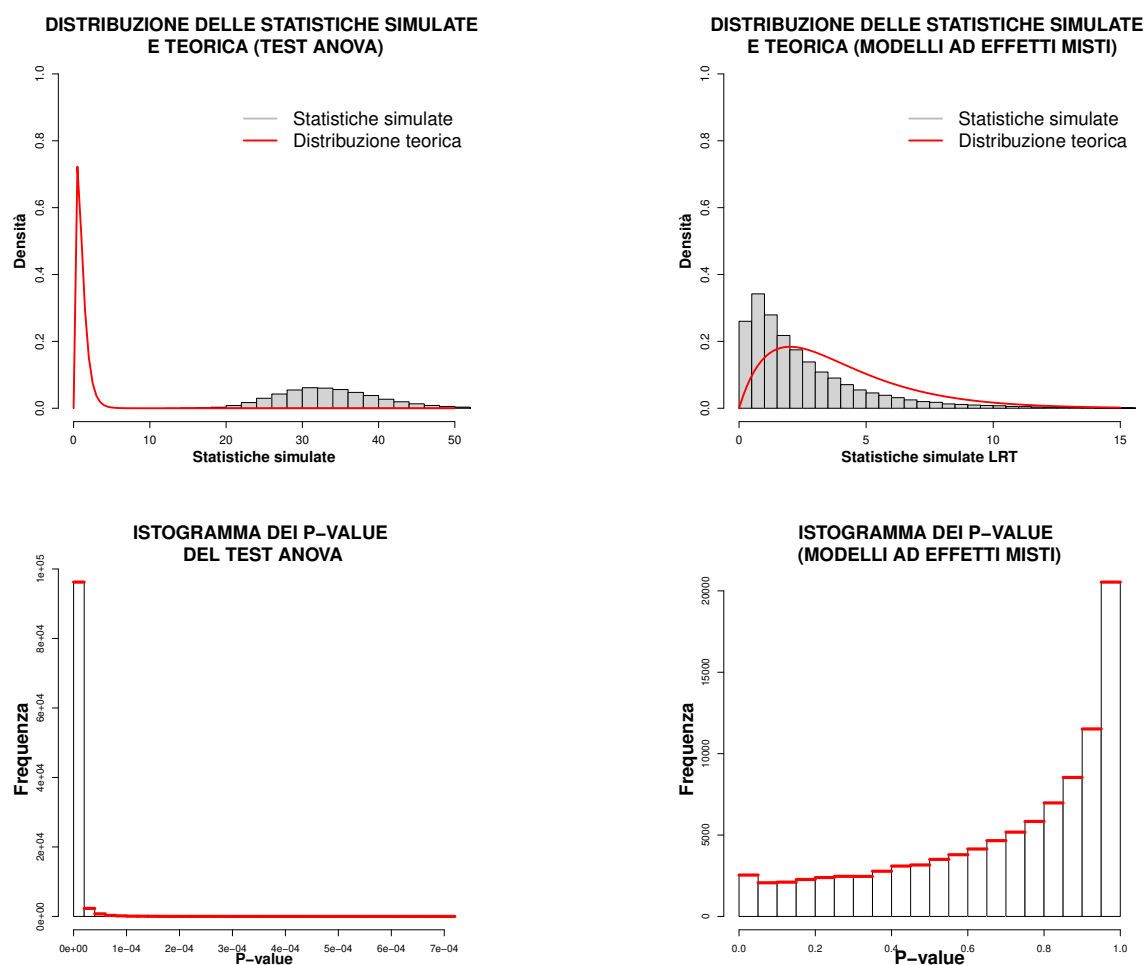 DISTRIBUZIONE DELLE STATISTICHE SIMULATE
E TEORICA (TEST ANOVA)
1.0
0.8
0.6
0.4
0.2
0.0
Densità
Statistiche simulate
Distribuzione teorica
0 10 20 30 40 50
Statistiche simulate
DISTRIBUZIONE DELLE STATISTICHE SIMULATE
E TEORICA (MODELLI AD EFFETTI MISTI)
1.0
0.8
0.6
0.4
0.2
0.0
Densità
Statistiche simulate
Distribuzione teorica
0 5 10 15
Statistiche simulate LRT
ISTOGRAMMA DEI P−VALUE
DEL TEST ANOVA
1e+05
8e+04
6e+04
4e+04
2e+04
0e+00
Frequenza
0e+00 1e−04 2e−04 3e−04 4e−04 5e−04 6e−04 7e−04
P−value
ISTOGRAMMA DEI P−VALUE
(MODELLI AD EFFETTI MISTI)
20000
15000
10000
5000
0
Frequenza
0.0 0.2 0.4 0.6 0.8 1.0
P−value